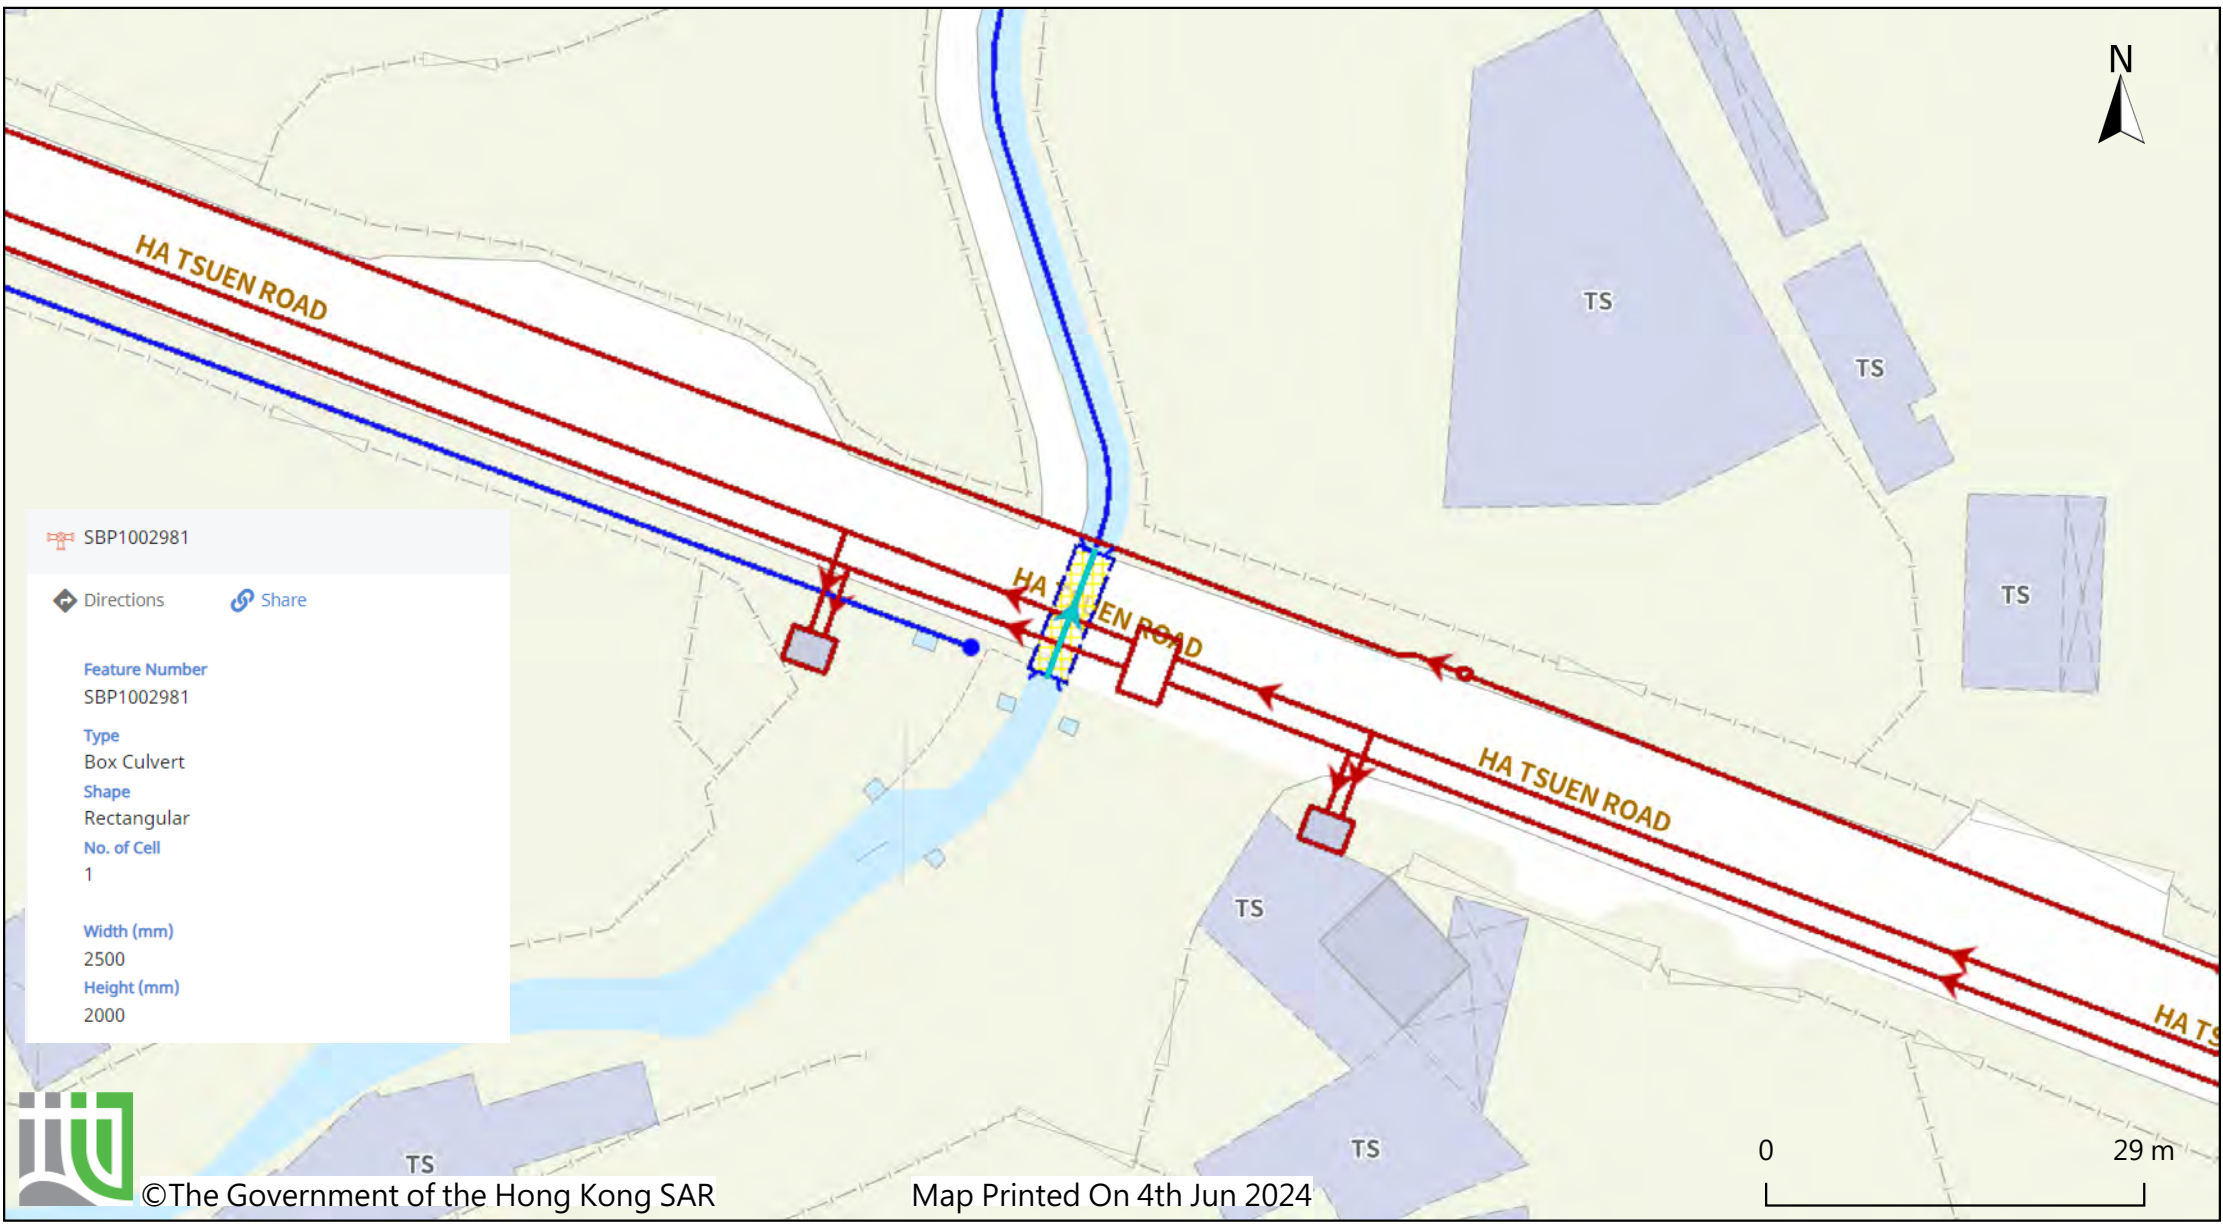 N
HA TSUEN ROAD
TS
TS
SBP1002981
Directions
Share
HA TSUEN ROAD
TS
Feature Number
SBP1002981
Type
Box Culvert
Shape
Rectangular
No. of Cell
1
HA TSUEN ROAD
TS
Width (mm)
2500
Height (mm)
2000
HA TS
TS
TS
0
29 m
©The Government of the Hong Kong SAR
Map Printed On 4th Jun 2024